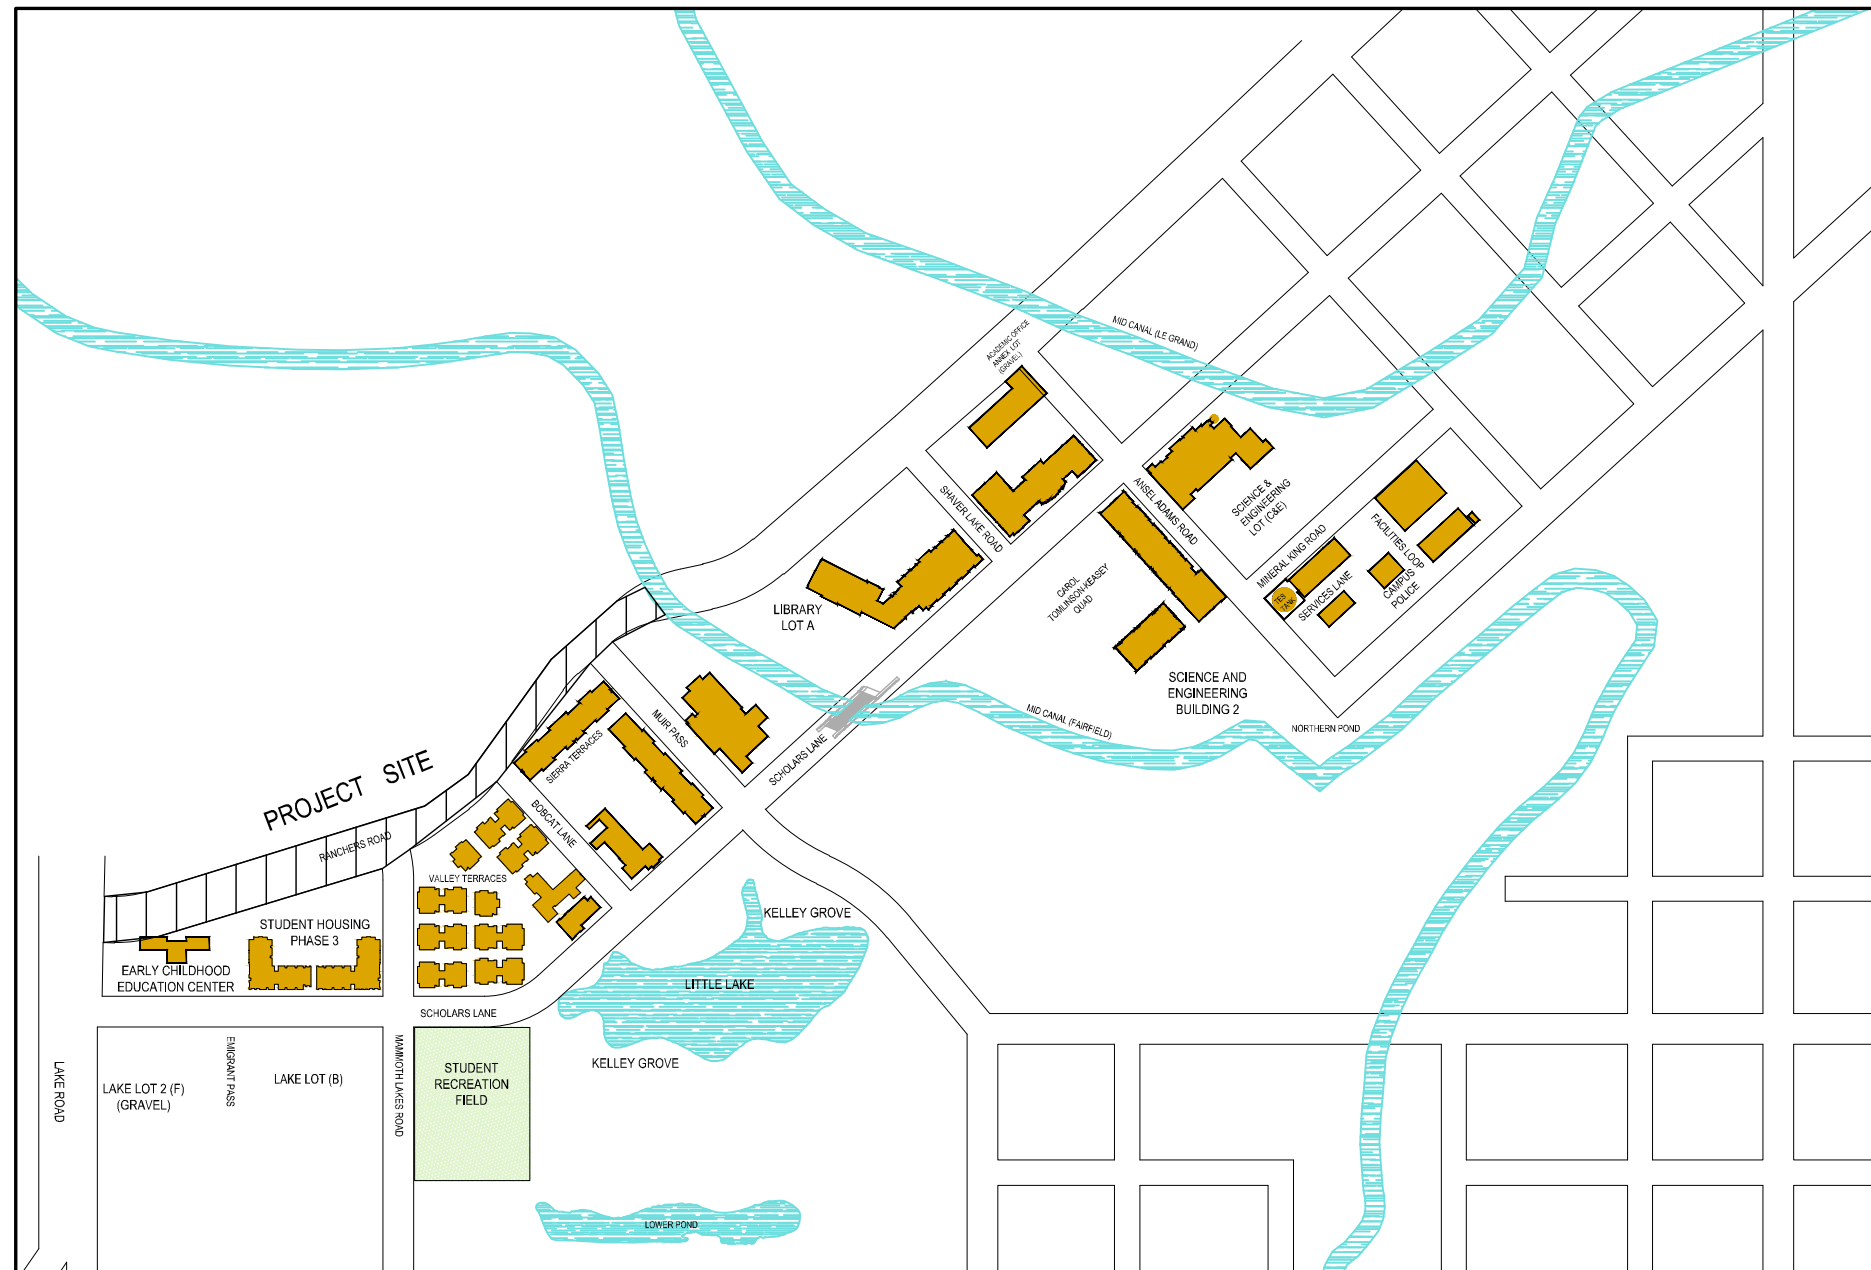 ACADEMIC OFFICE
ANNEX LOT
(GRAVEL)
MID CANAL (LE GRAND)
SHAVER LAKE ROAD
ANSEL ADAMS ROAD
SCIENCE &
ENGINEERING
LOT (C&E)
MINERAL KING ROAD
FACILITIES LOOP
CAMPUS
POLICE
SERVICES LANE
TES
TANK
CAROL
TOMLINSON-KEASEY
QUAD
LIBRARY
LOT A
SCIENCE AND
ENGINEERING
BUILDING 2
MID CANAL (FAIRFIELD)
NORTHERN POND
MUIR PASS
SIERRA TERRACES
SCHOLARS LANE
PROJECT SITE
RANCHERS ROAD
BOBCAT LANE
VALLEY TERRACES
STUDENT HOUSING
PHASE 3
EARLY CHILDHOOD
EDUCATION CENTER
KELLEY GROVE
LITTLE LAKE
SCHOLARS LANE
KELLEY GROVE
LAKE ROAD
LAKE LOT 2 (F)
(GRAVEL)
EMIGRANT PASS
LAKE LOT (B)
MAMMOTH LAKES ROAD
STUDENT
RECREATION
FIELD
LOWER POND